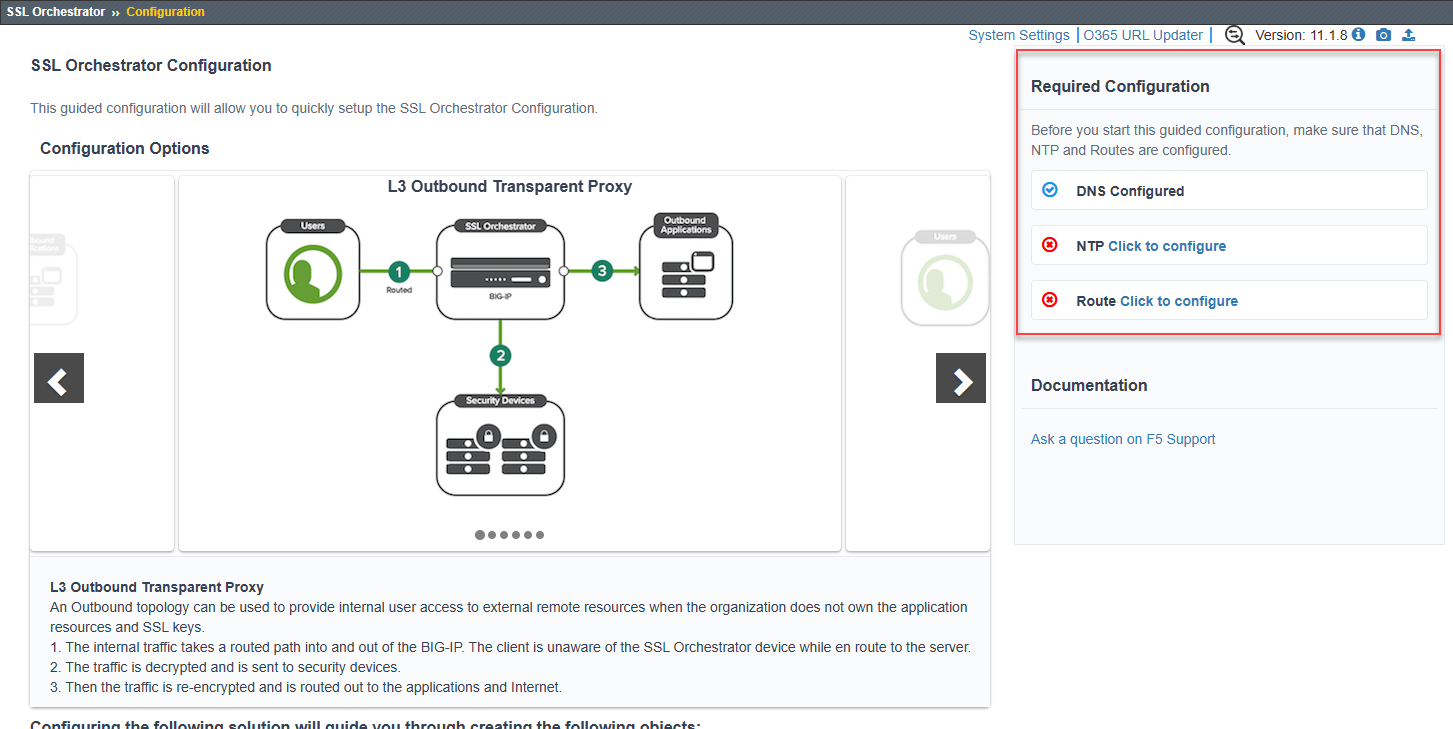 SSL Orchestrator ›› Configuration
System Settings | O365 URL Updater | Version: 11.1.8
SSL Orchestrator Configuration
This guided configuration will allow you to quickly setup the SSL Orchestrator Configuration.
Configuration Options
L3 Outbound Transparent Proxy
Users
SSL Orchestrator
Outbound
Applications
1
Routed
BIG-IP
3
2
Security Devices
Users
L3 Outbound Transparent Proxy
An Outbound topology can be used to provide internal user access to external remote resources when the organization does not own the application
resources and SSL keys.
1. The internal traffic takes a routed path into and out of the BIG-IP. The client is unaware of the SSL Orchestrator device while en route to the server.
2. The traffic is decrypted and is sent to security devices.
3. Then the traffic is re-encrypted and is routed out to the applications and Internet.
Configuring the following solution will guide you through creating the following objects:
Required Configuration
Before you start this guided configuration, make sure that DNS,
NTP and Routes are configured.
DNS Configured
NTP Click to configure
Route Click to configure
Documentation
Ask a question on F5 Support